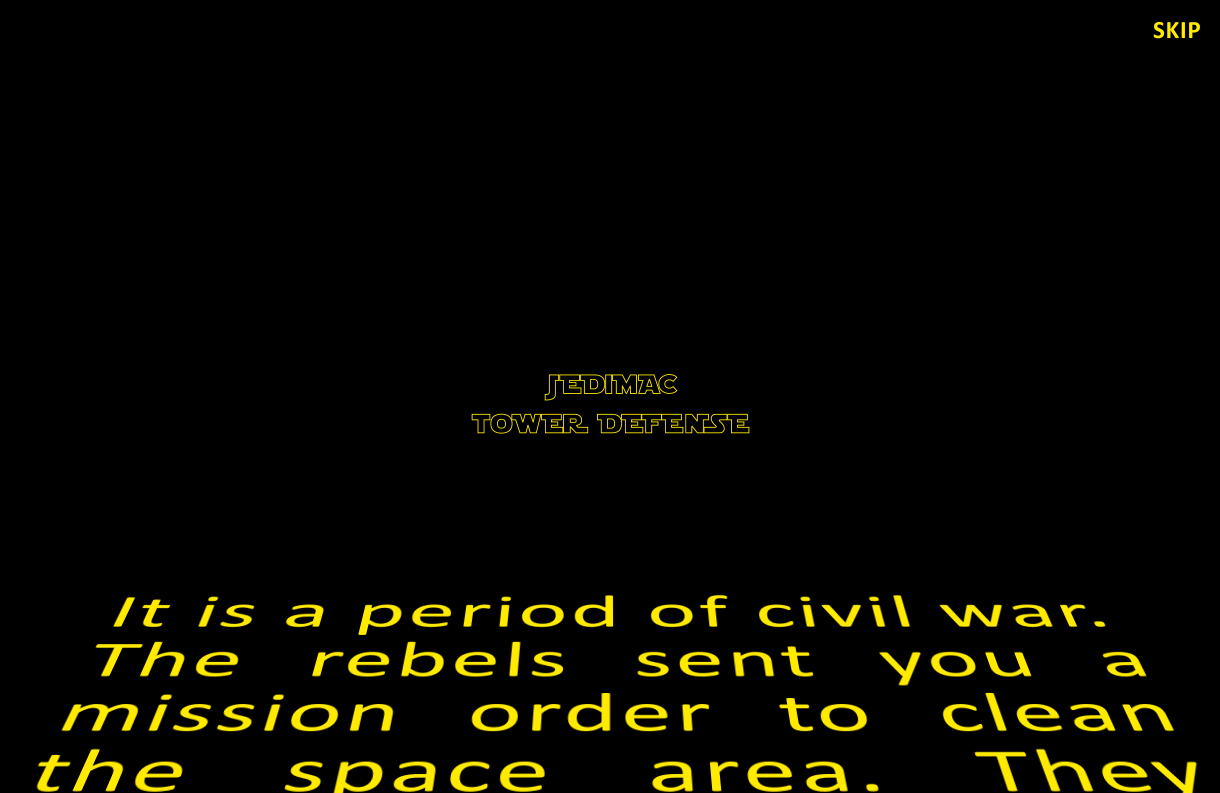 SKIP
JEDIMAC
TOWER DEFENSE
It is a period of civil war.
The rebels sent you a
mission order to clean
the space area. They